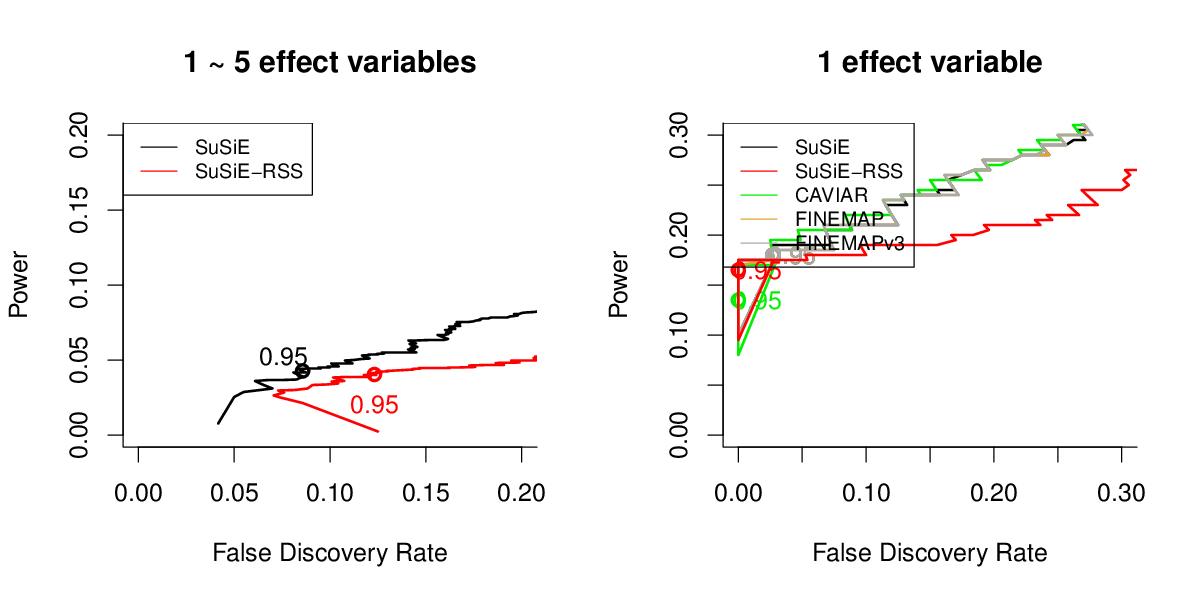 1 ~ 5 effect variables
SuSiE
SuSiE−RSS
0.95
0.95
0.00
0.05
0.10
0.15
0.20
Power
0.00 0.05 0.10 0.15 0.20
False Discovery Rate
1 effect variable
SuSiE
SuSiE−RSS
CAVIAR
FINEMAP
FINEMAPv3
0.95
0.95
0.95
0.00
0.10
0.20
0.30
Power
0.00 0.10 0.20 0.30
False Discovery Rate